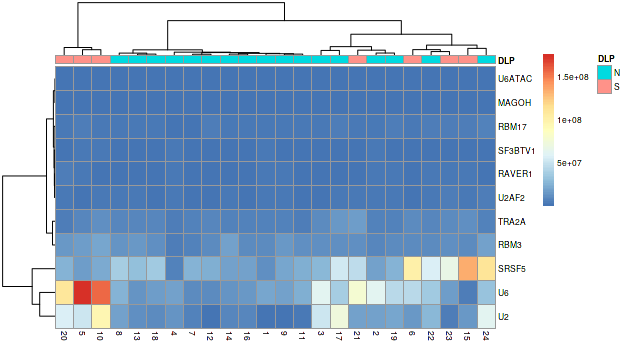 DLP
U6ATAC
MAGOH
RBM17
SF3BTV1
RAVER1
U2AF2
TRA2A
RBM3
SRSF5
U6
U2
20 5 10 8 13 18 4 7 12 14 16 1 9 11 3 17 21 2 19 6 22 23 15 24
1.5e+08
1e+08
5e+07
DLP
N
S